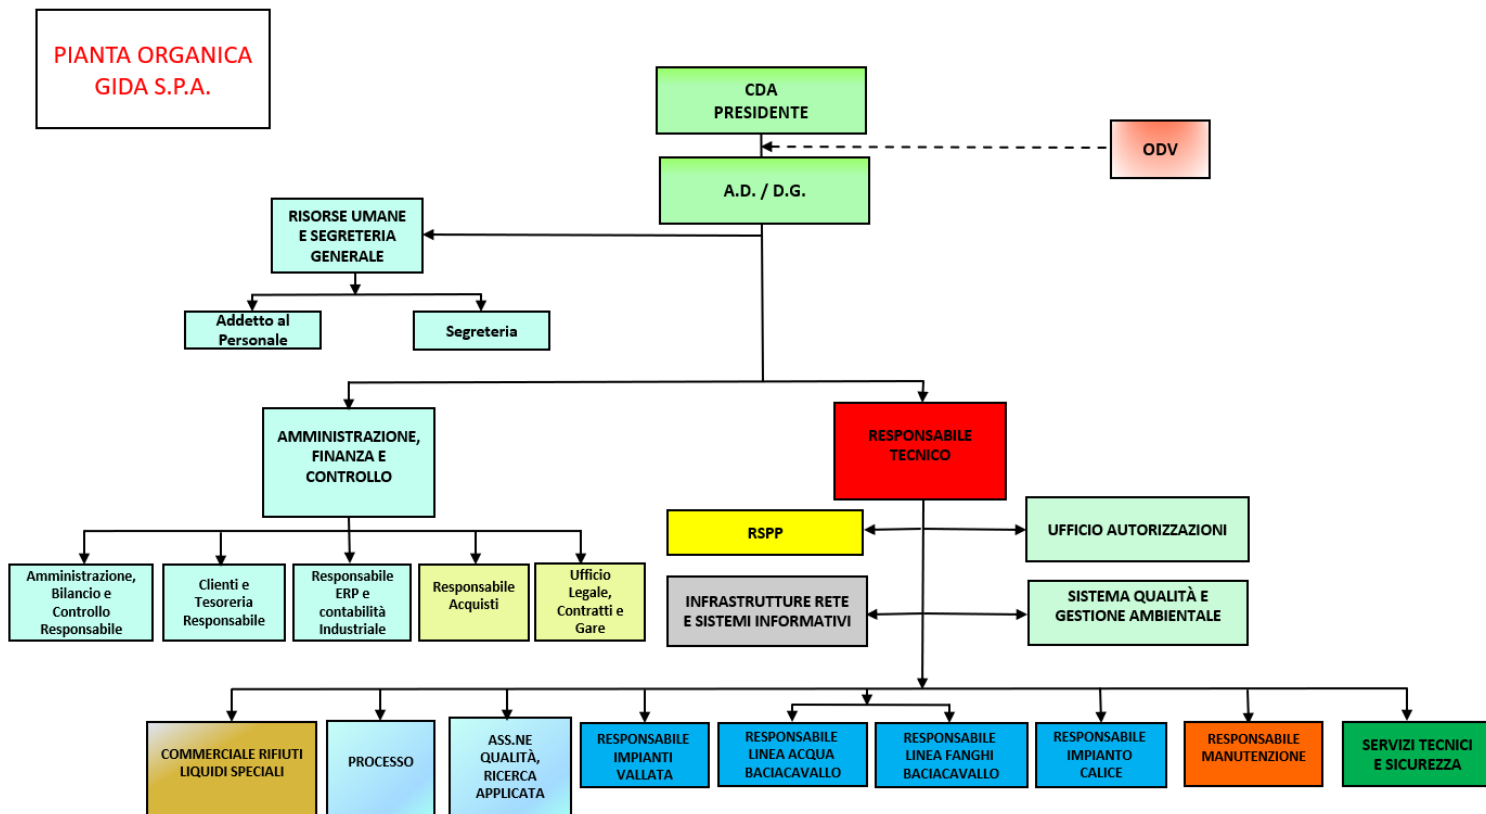 PIANTA ORGANICA
GIDA S.P.A.
CDA
PRESIDENTE
ODV
A.D. / D.G.
RISORSE UMANE
E SEGRETERIA
GENERALE
Addetto al
Personale
Segreteria
AMMINISTRAZIONE,
FINANZA E
CONTROLLO
RESPONSABILE
TECNICO
RSPP
UFFICIO AUTORIZZAZIONI
INFRASTRUTTURE RETE
E SISTEMI INFORMATIVI
SISTEMA QUALITÀ E
GESTIONE AMBIENTALE
Amministrazione,
Bilancio e
Controllo
Responsabile
Clienti e
Tesoreria
Responsabile
Responsabile
ERP e
contabilità
Industriale
Responsabile
Acquisti
Ufficio
Legale,
Contratti e
Gare
COMMERCIALE RIFIUTI
LIQUIDI SPECIALI
PROCESSO
ASS.NE
QUALITÀ,
RICERCA
APPLICATA
RESPONSABILE
IMPIANTI
VALLATA
RESPONSABILE
LINEA ACQUA
BACIACAVALLO
RESPONSABILE
LINEA FANGHI
BACIACAVALLO
RESPONSABILE
IMPIANTO
CALICE
RESPONSABILE
MANUTENZIONE
SERVIZI TECNICI
E SICUREZZA